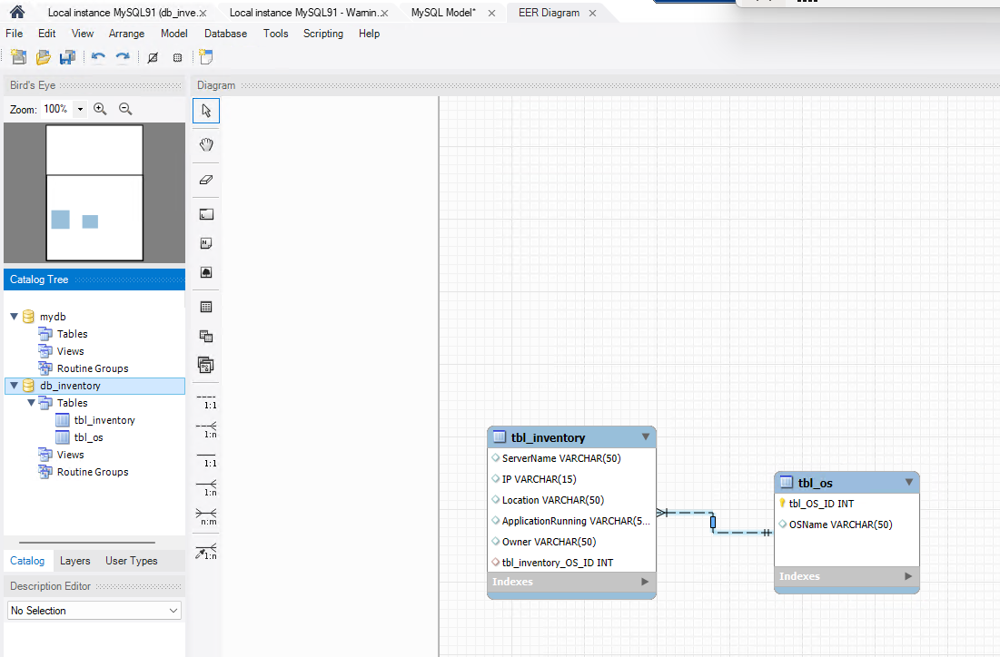 Local instance MySQL91 (db_inve...
Local instance MySQL91 - Warnin...
MySQL Model*
EER Diagram
File Edit View Arrange Model Database Tools Scripting Help
Bird's Eye
Diagram
Zoom: 100%
Catalog Tree
mydb
Tables
Views
Routine Groups
db_inventory
Tables
tbl_inventory
tbl_os
Views
Routine Groups
Catalog Layers User Types
Description Editor
No Selection
1:1
1:n
1:1
1:n
n:m
1:n
tbl_inventory
ServerName VARCHAR(50)
IP VARCHAR(15)
Location VARCHAR(50)
ApplicationRunning VARCHAR(5...
Owner VARCHAR(50)
tbl_inventory_OS_ID INT
Indexes
tbl_os
tbl_OS_ID INT
OSName VARCHAR(50)
Indexes